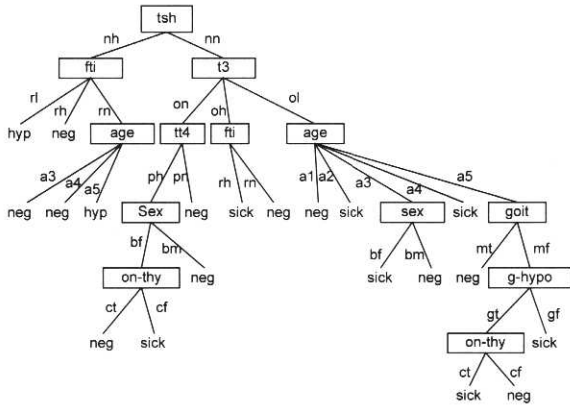 tsh
nh nn
fti t3
rl rh rn on oh ol
hyp neg age tt4 fti age
a3 a4 a5 ph pn rh rn a1 a2 a3 a4 a5
neg neg hyp Sex neg sick neg neg sick sex sick goit
bf bm bf bm mt mf
on-thy neg sick neg neg g-hypo
ct cf gt gf
neg sick on-thy sick
ct cf
sick neg